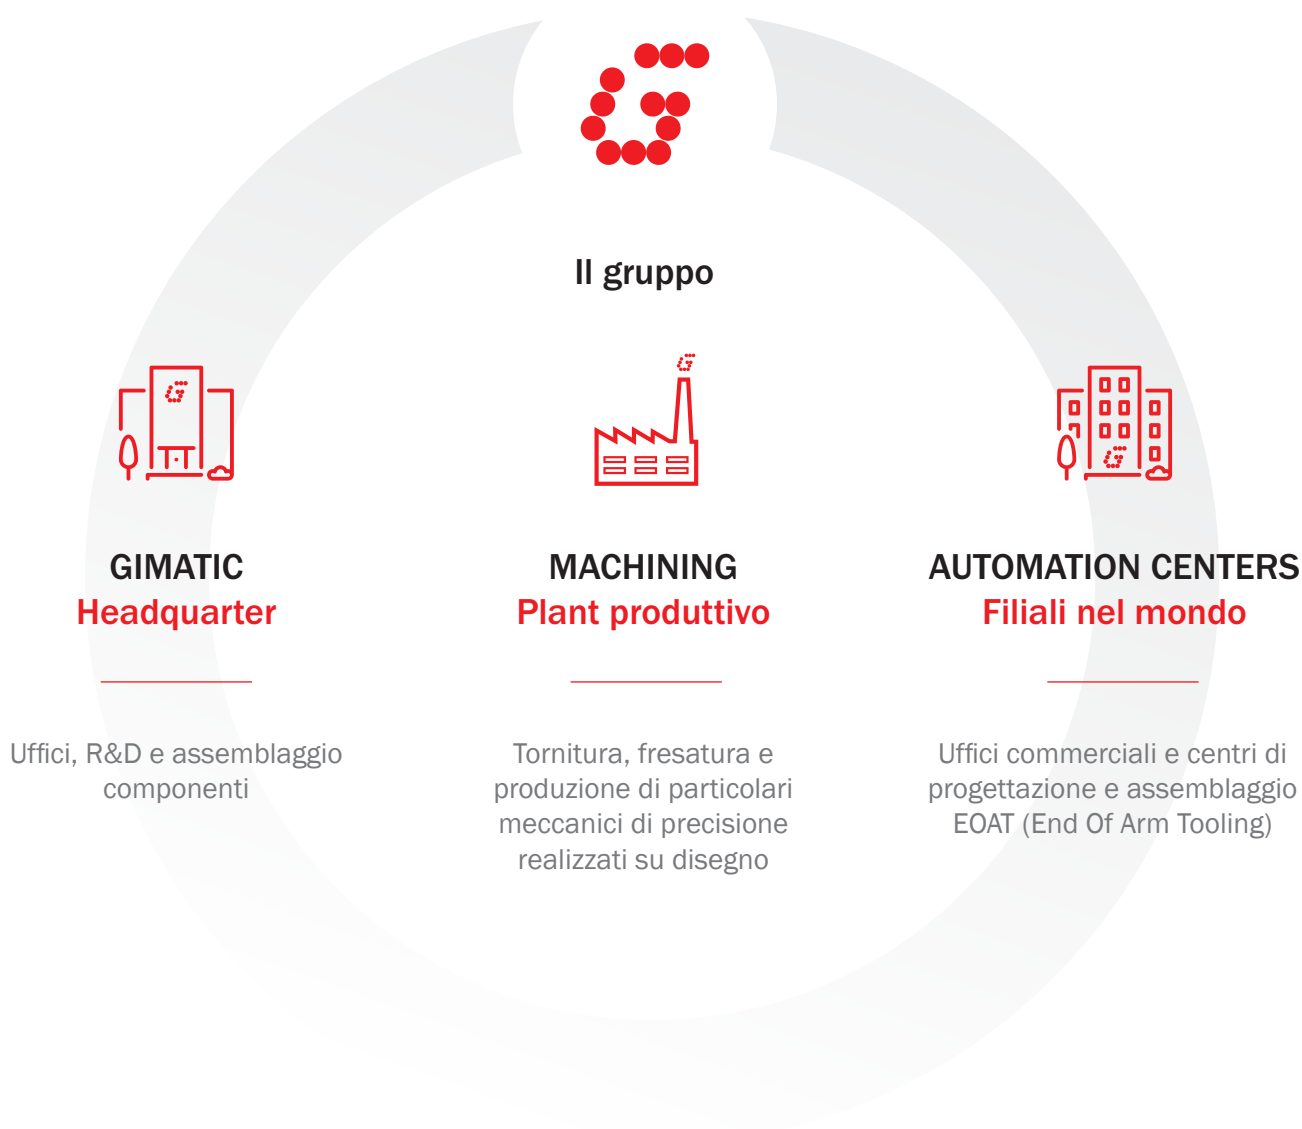 Il gruppo
GIMATIC
Headquarter
Uffici, R&D e assemblaggio
componenti
MACHINING
Plant produttivo
Tornitura, fresatura e
produzione di particolari
meccanici di precisione
realizzati su disegno
AUTOMATION CENTERS
Filiali nel mondo
Uffici commerciali e centri di
progettazione e assemblaggio
EOAT (End Of Arm Tooling)